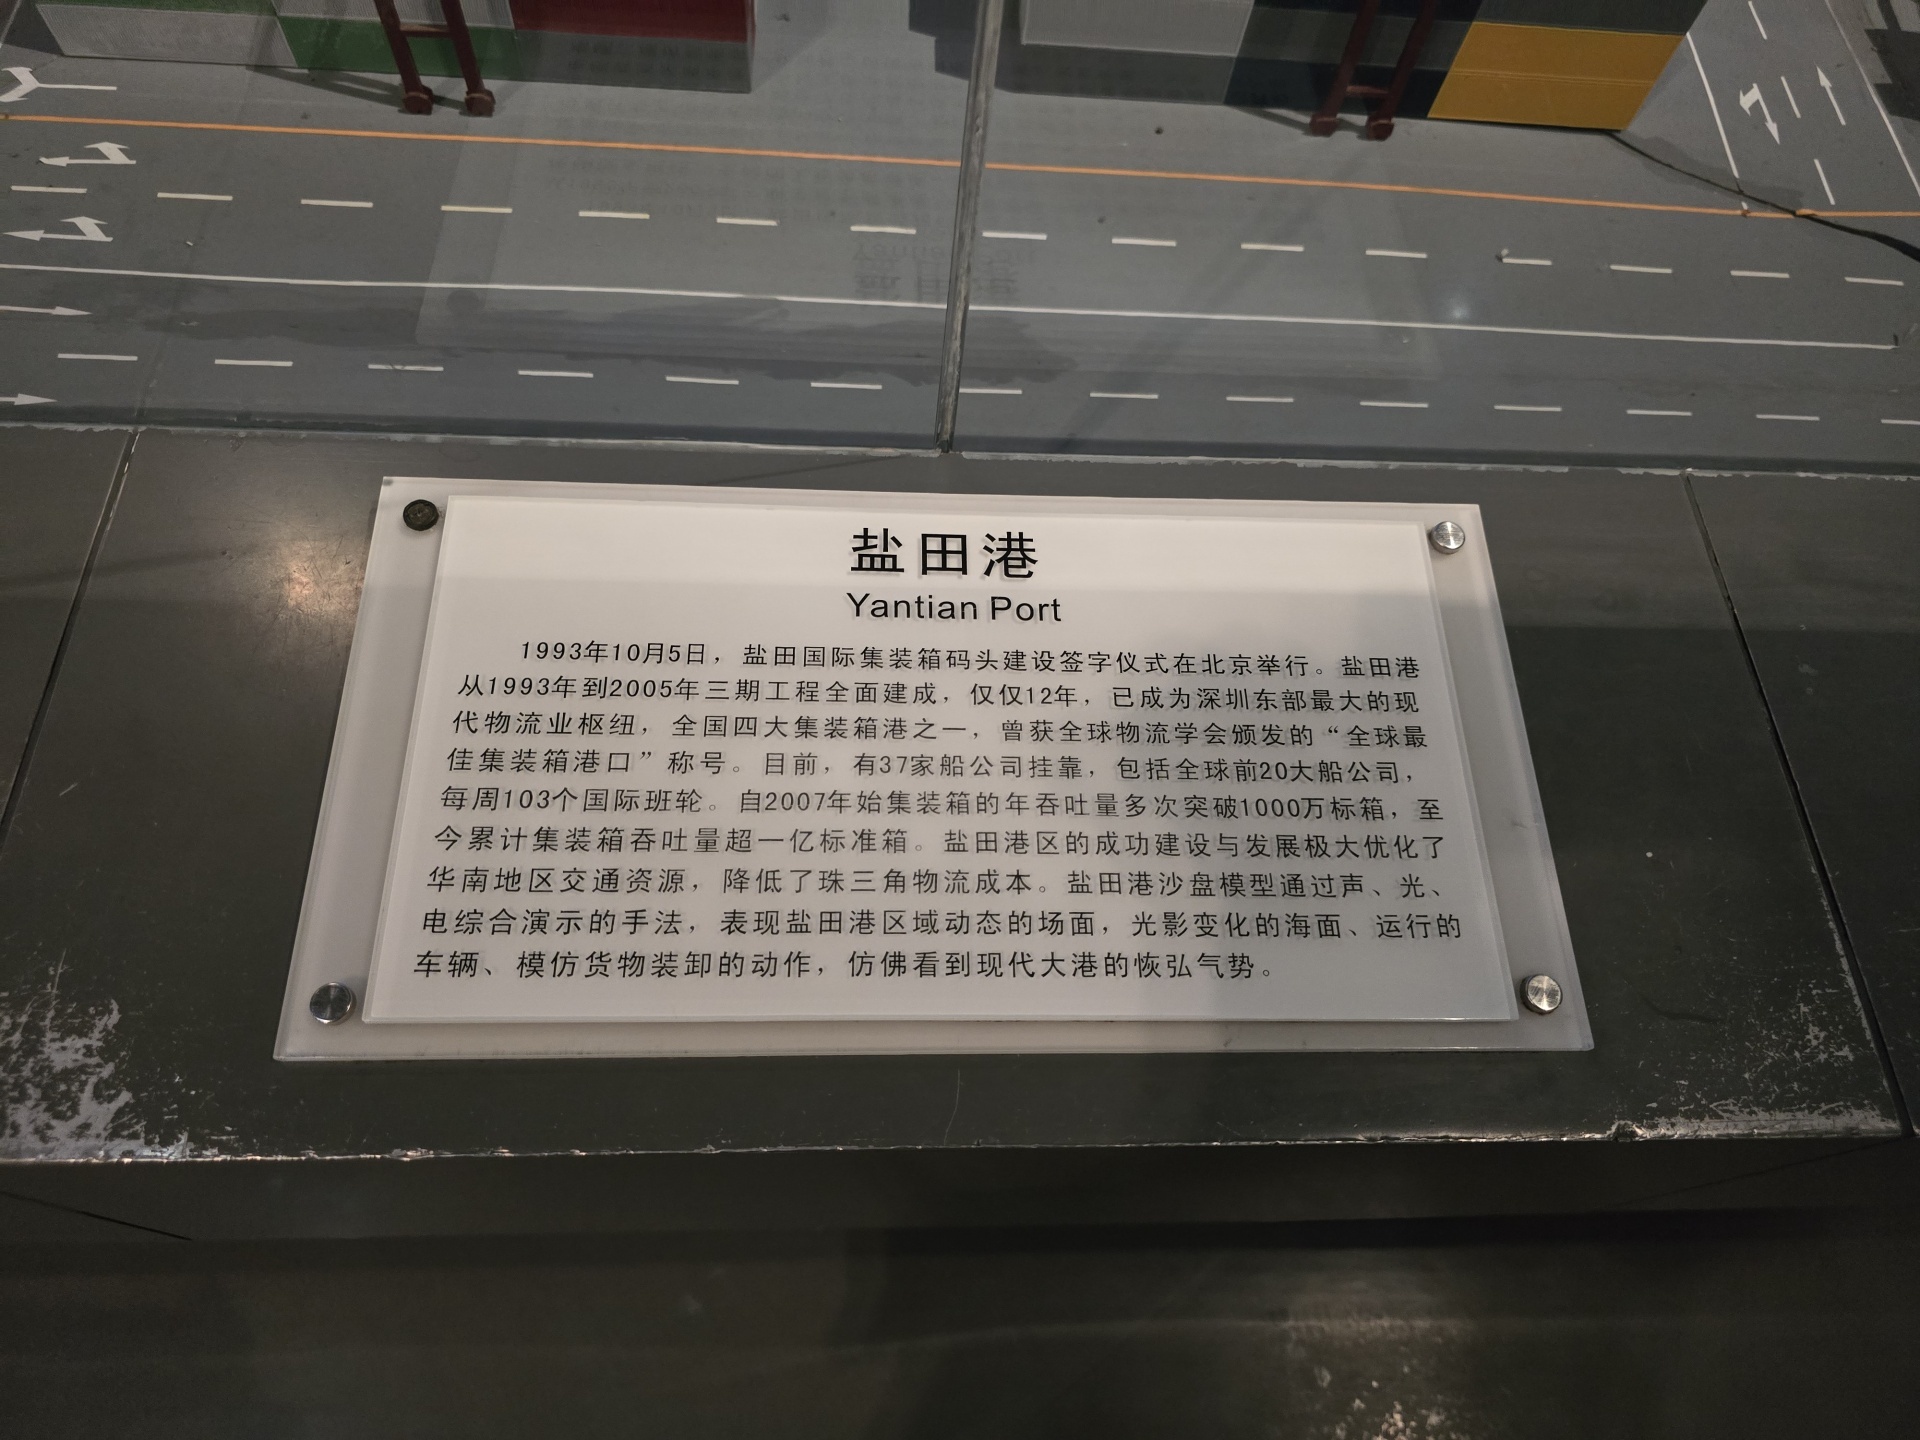 盐田港
Yantian Port
1993年10月5日，盐田国际集装箱码头建设签字仪式在北京举行。盐田港
从1993年到2005年三期工程全面建成，仅仅12年，已成为深圳东部最大的现
代物流业枢纽，全国四大集装箱港之一，曾获全球物流学会颁发的“全球最
佳集装箱港口”称号。目前，有37家船公司挂靠，包括全球前20大船公司，
每周103个国际班轮。自2007年始集装箱的年吞吐量多次突破1000万标箱，至
今累计集装箱吞吐量超一亿标准箱。盐田港区的成功建设与发展极大优化了
华南地区交通资源，降低了珠三角物流成本。盐田港沙盘模型通过声、光、
电综合演示的手法，表现盐田港区域动态的场面，光影变化的海面、运行的
车辆、模仿货物装卸的动作，仿佛看到现代大港的恢弘气势。